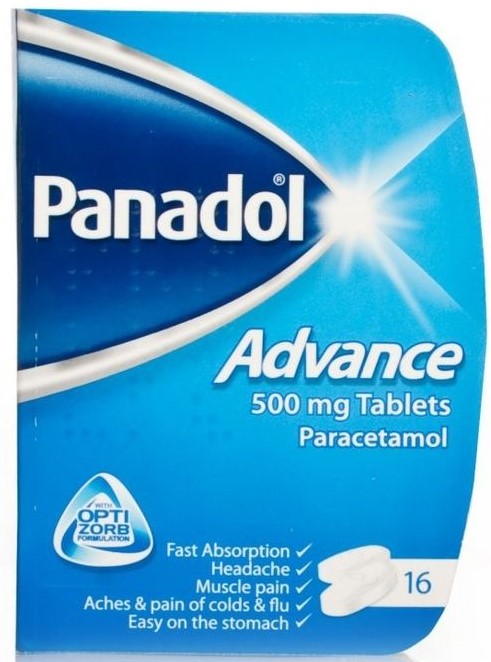 Panadol®
Advance
500 mg Tablets
Paracetamol
WITH
OPTI
ZORB
FORMULATION
Fast Absorption ✓
Headache ✓
Muscle pain ✓
Aches & pain of colds & flu ✓
Easy on the stomach ✓
16